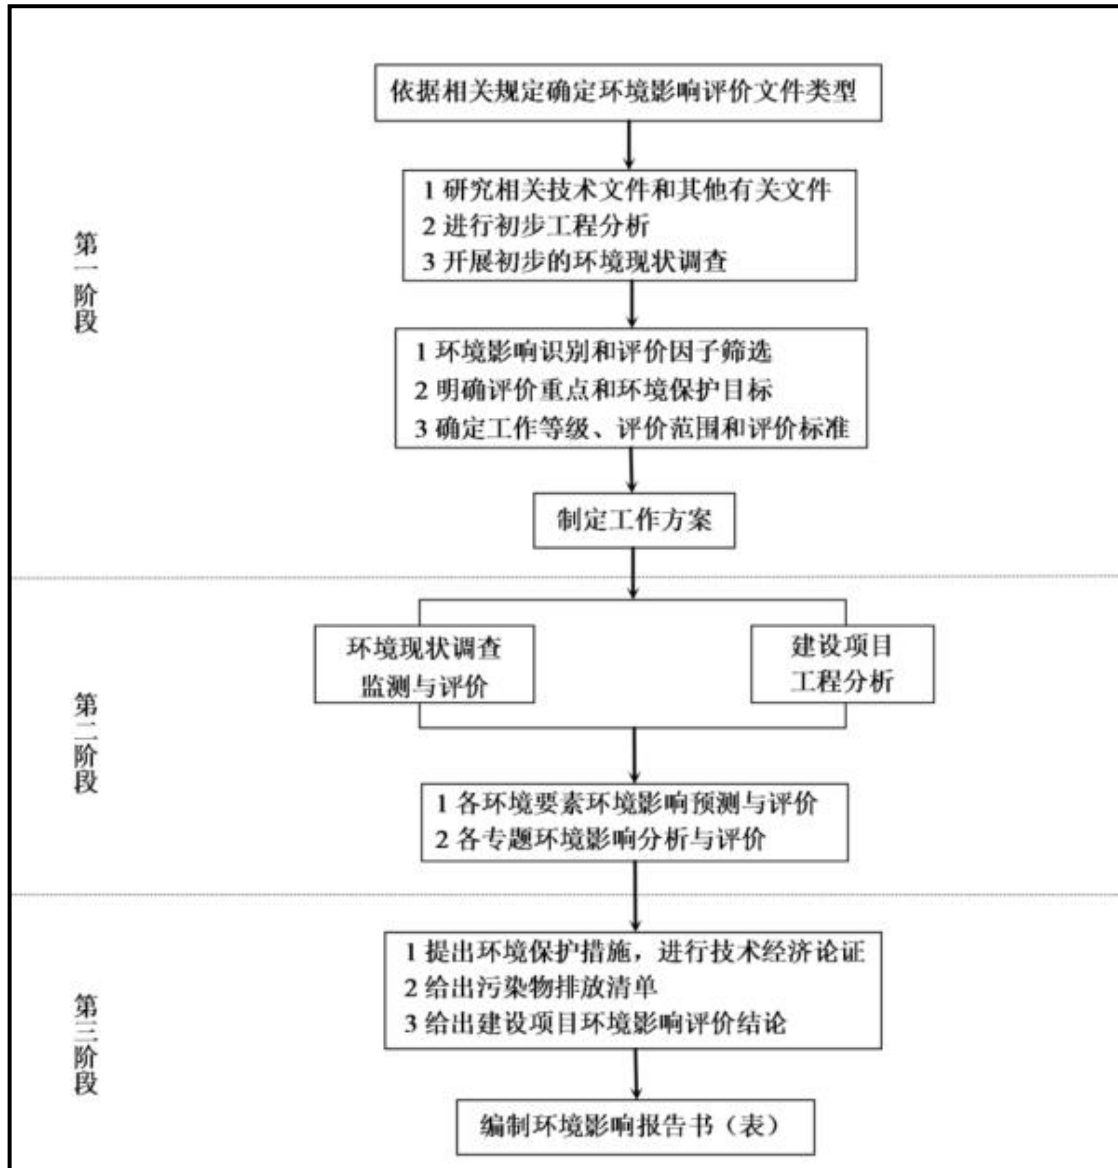 依据相关规定确定环境影响评价文件类型
第一阶段
1 研究相关技术文件和其他有关文件
2 进行初步工程分析
3 开展初步的环境现状调查
1 环境影响识别和评价因子筛选
2 明确评价重点和环境保护目标
3 确定工作等级、评价范围和评价标准
制定工作方案
第二阶段
环境现状调查
监测与评价
建设项目
工程分析
1 各环境要素环境影响预测与评价
2 各专题环境影响分析与评价
第三阶段
1 提出环境保护措施，进行技术经济论证
2 给出污染物排放清单
3 给出建设项目环境影响评价结论
编制环境影响报告书（表）